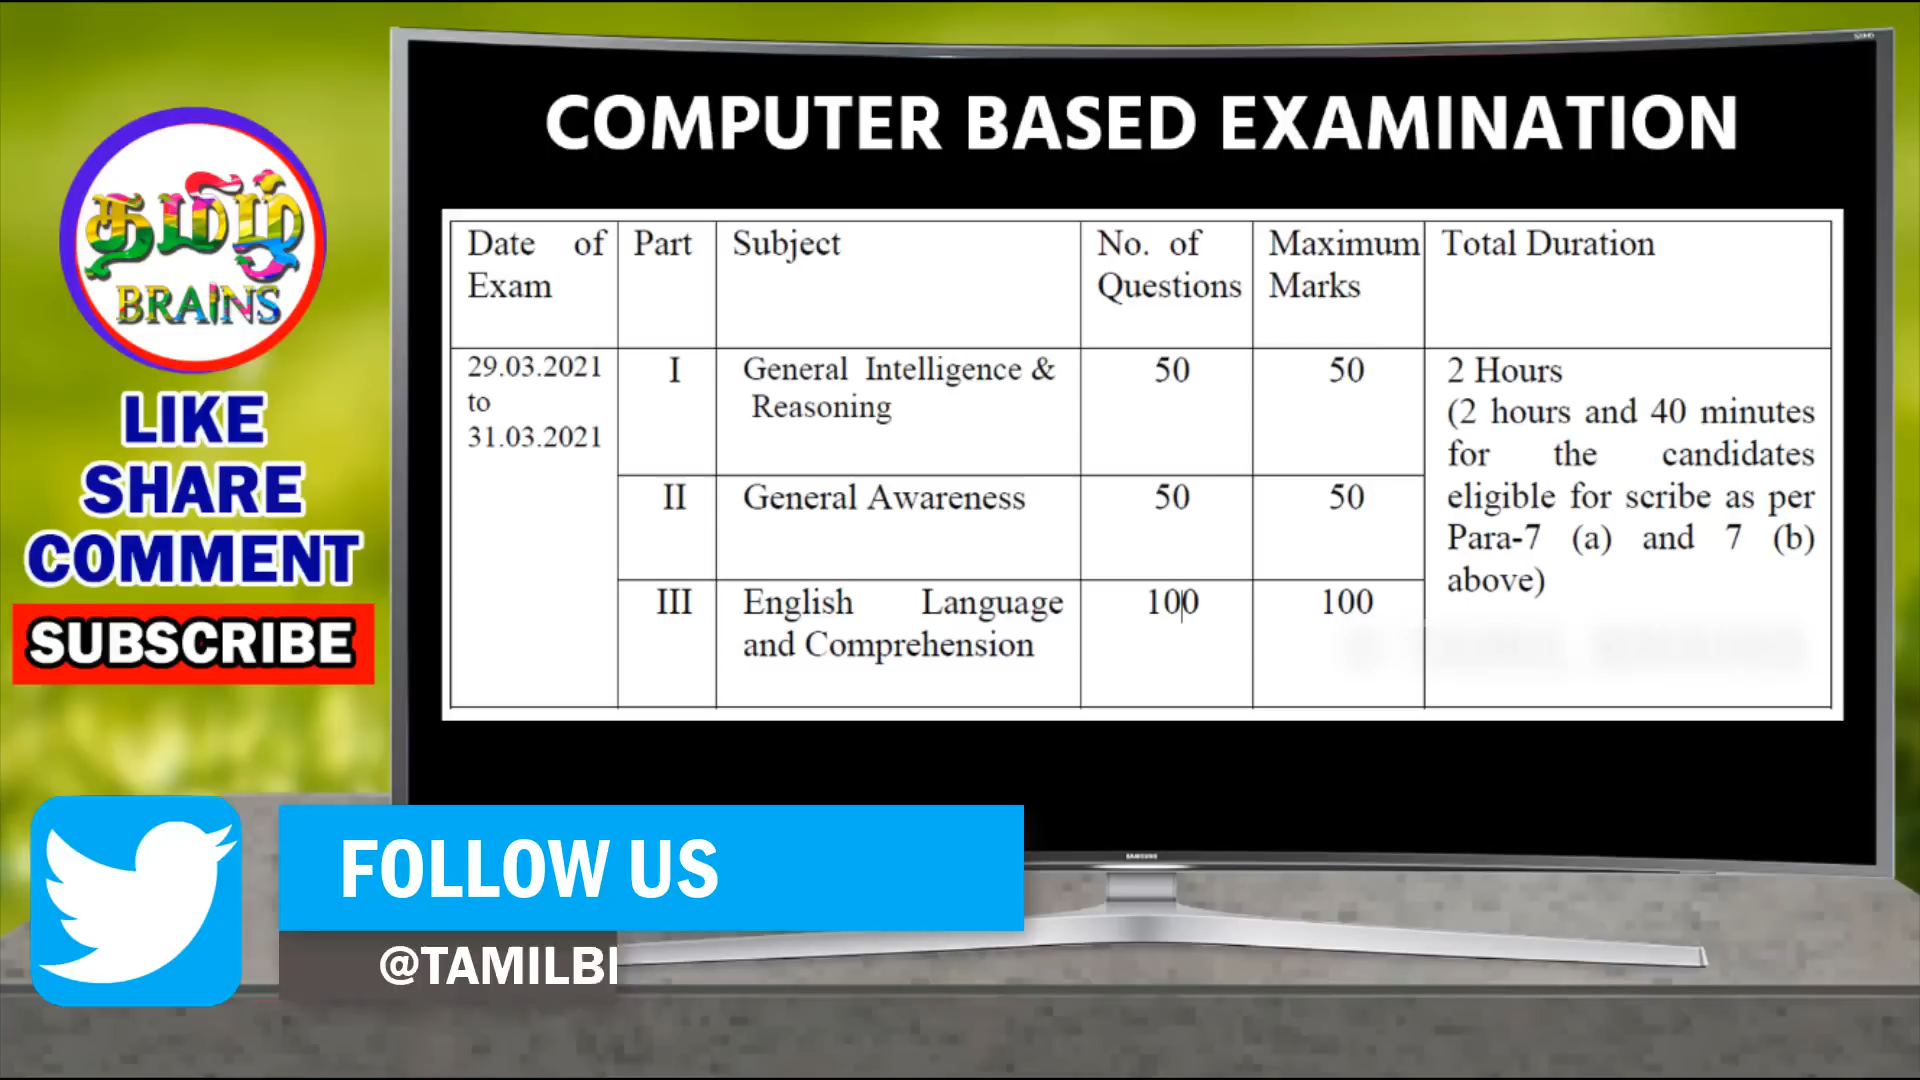 COMPUTER BASED EXAMINATION
தமிழ்
BRAINS
LIKE
SHARE
COMMENT
SUBSCRIBE
Date of Exam | Part | Subject | No. of Questions | Maximum Marks | Total Duration
29.03.2021
to
31.03.2021
I
General Intelligence &
Reasoning
50
50
2 Hours
(2 hours and 40 minutes
for the candidates
eligible for scribe as per
Para-7 (a) and 7 (b)
above)
II
General Awareness
50
50
III
English Language
and Comprehension
100
100
SAMSUNG
FOLLOW US
@TAMILBI